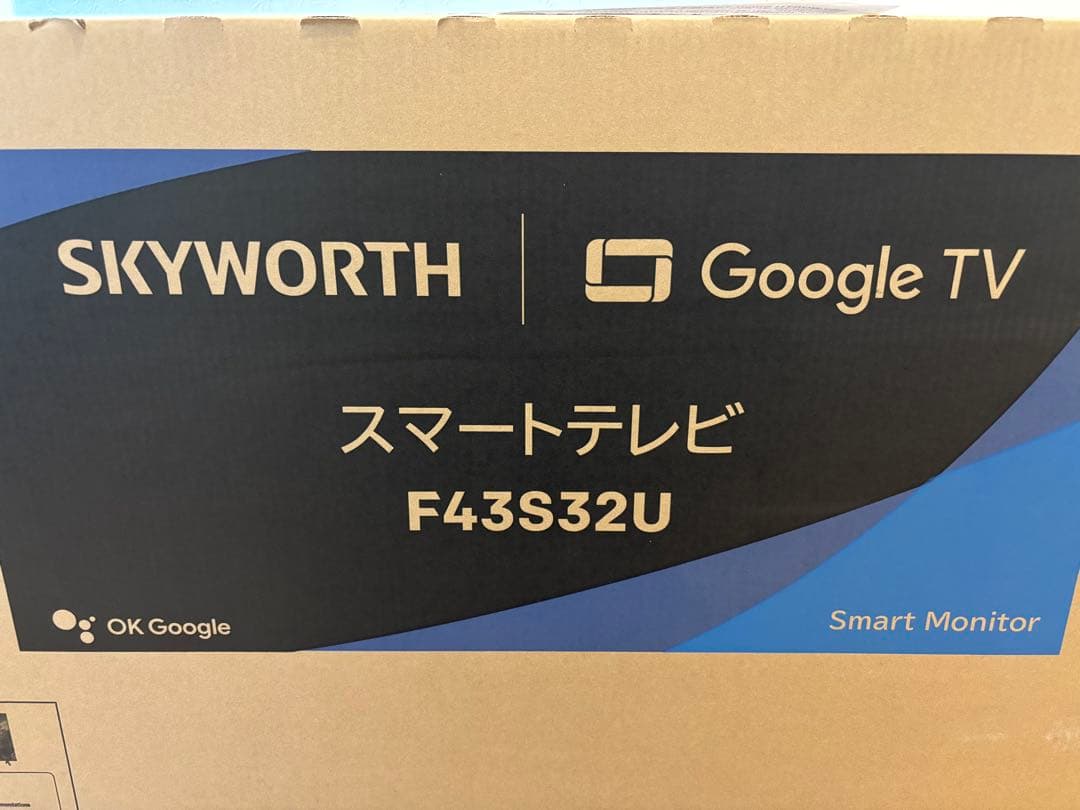 SKYWORTH
Google TV
スマートテレビ
F43S32U
OK Google
Smart Monitor